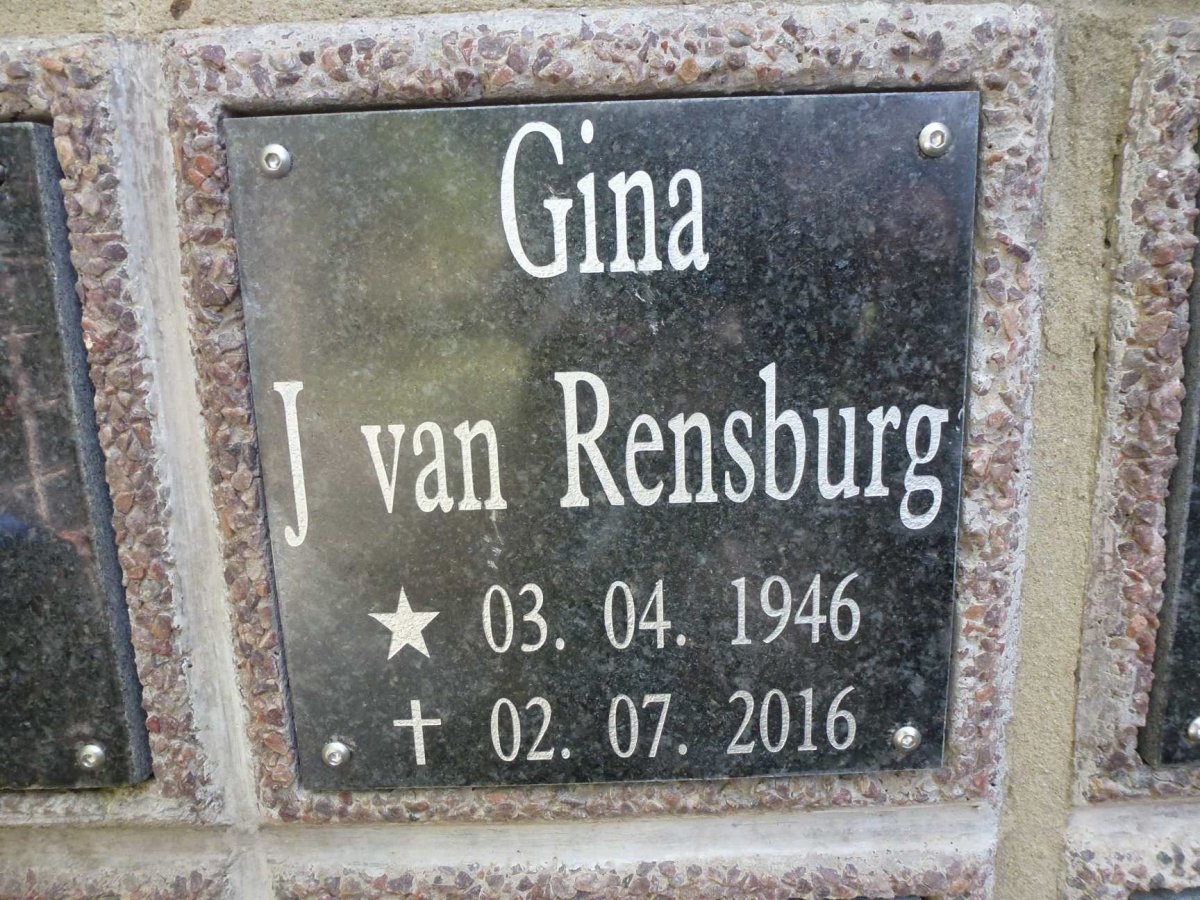 Gina
J van Rensburg
★ 03. 04. 1946
✝ 02. 07. 2016